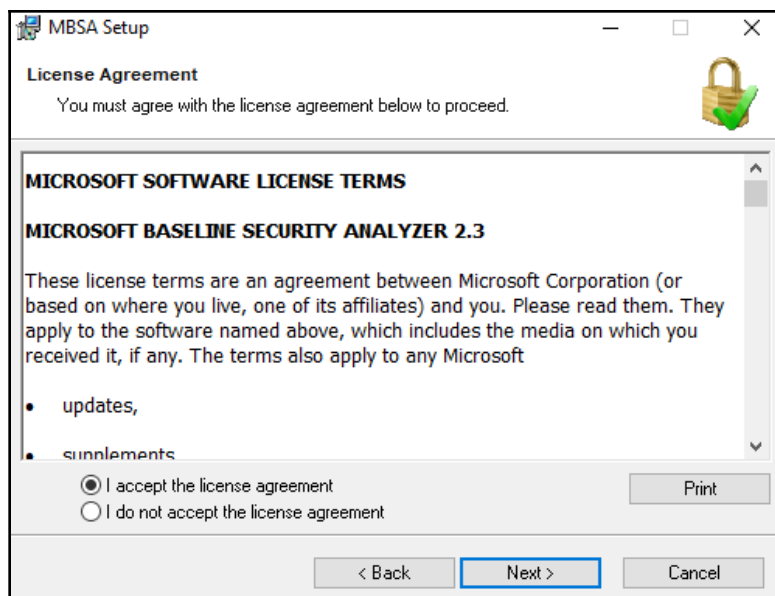 MBSA Setup
License Agreement
You must agree with the license agreement below to proceed.
MICROSOFT SOFTWARE LICENSE TERMS
MICROSOFT BASELINE SECURITY ANALYZER 2.3
These license terms are an agreement between Microsoft Corporation (or
based on where you live, one of its affiliates) and you. Please read them. They
apply to the software named above, which includes the media on which you
received it, if any. The terms also apply to any Microsoft
• updates,
• supplements
I accept the license agreement
Print
I do not accept the license agreement
< Back
Next >
Cancel